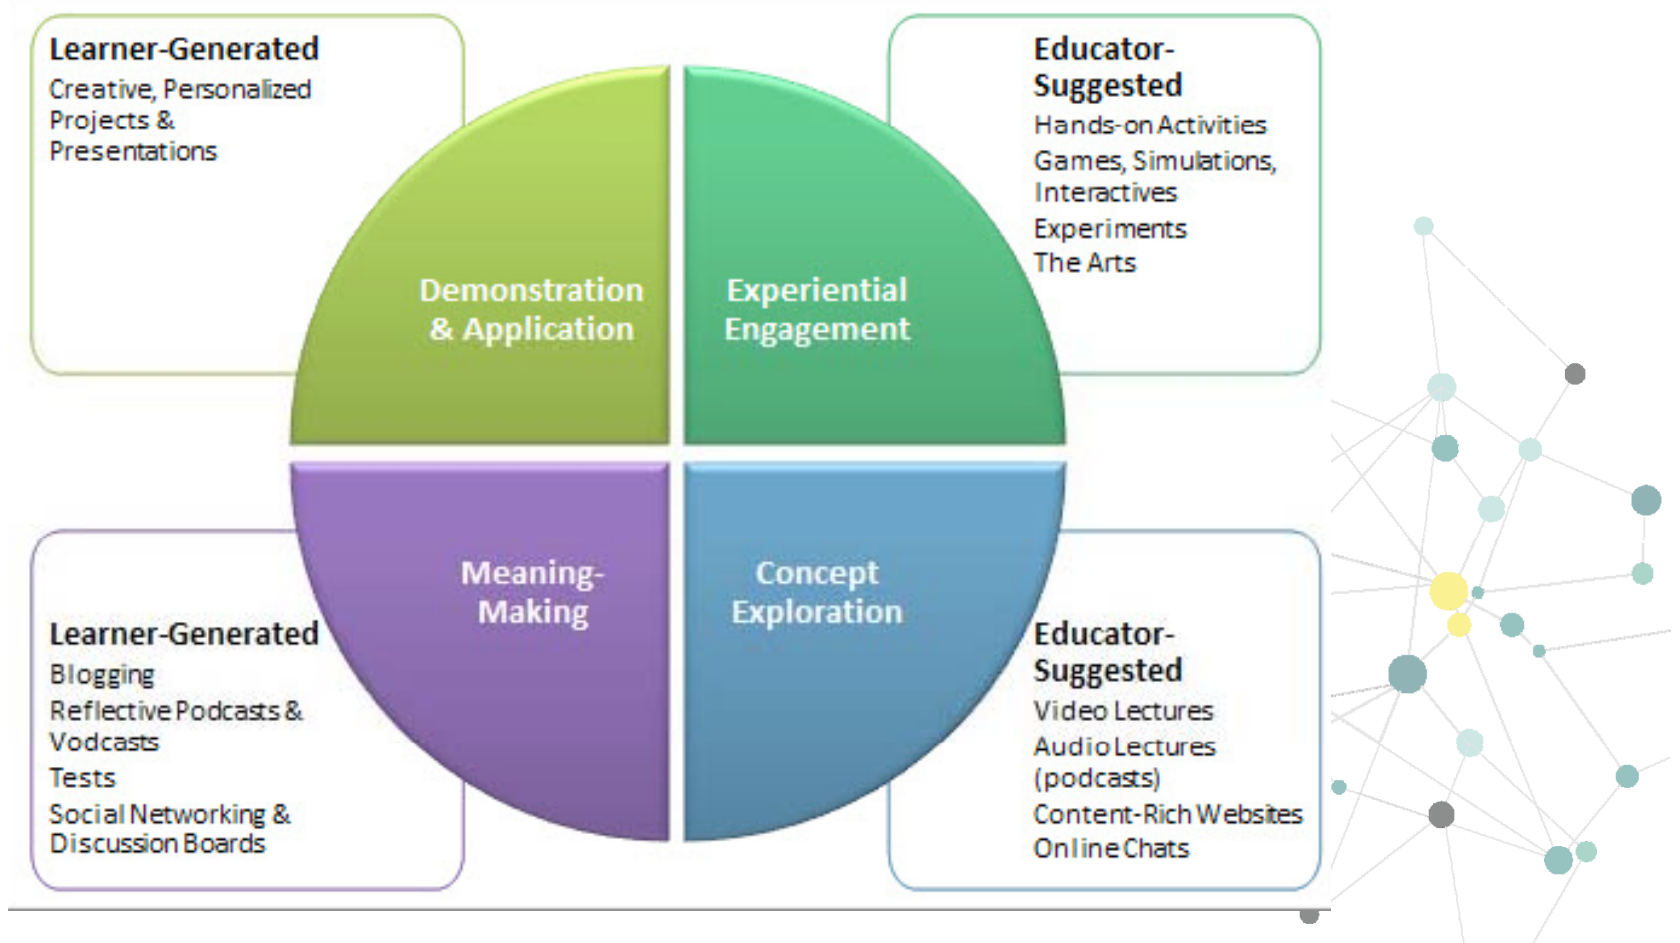 Learner-Generated
Creative, Personalized
Projects &
Presentations
Educator-
Suggested
Hands-on Activities
Games, Simulations,
Interactives
Experiments
The Arts
Demonstration
& Application
Experiential
Engagement
Meaning-
Making
Concept
Exploration
Learner-Generated
Blogging
Reflective Podcasts &
Vodcasts
Tests
Social Networking &
Discussion Boards
Educator-
Suggested
Video Lectures
Audio Lectures
(podcasts)
Content-Rich Websites
Online Chats